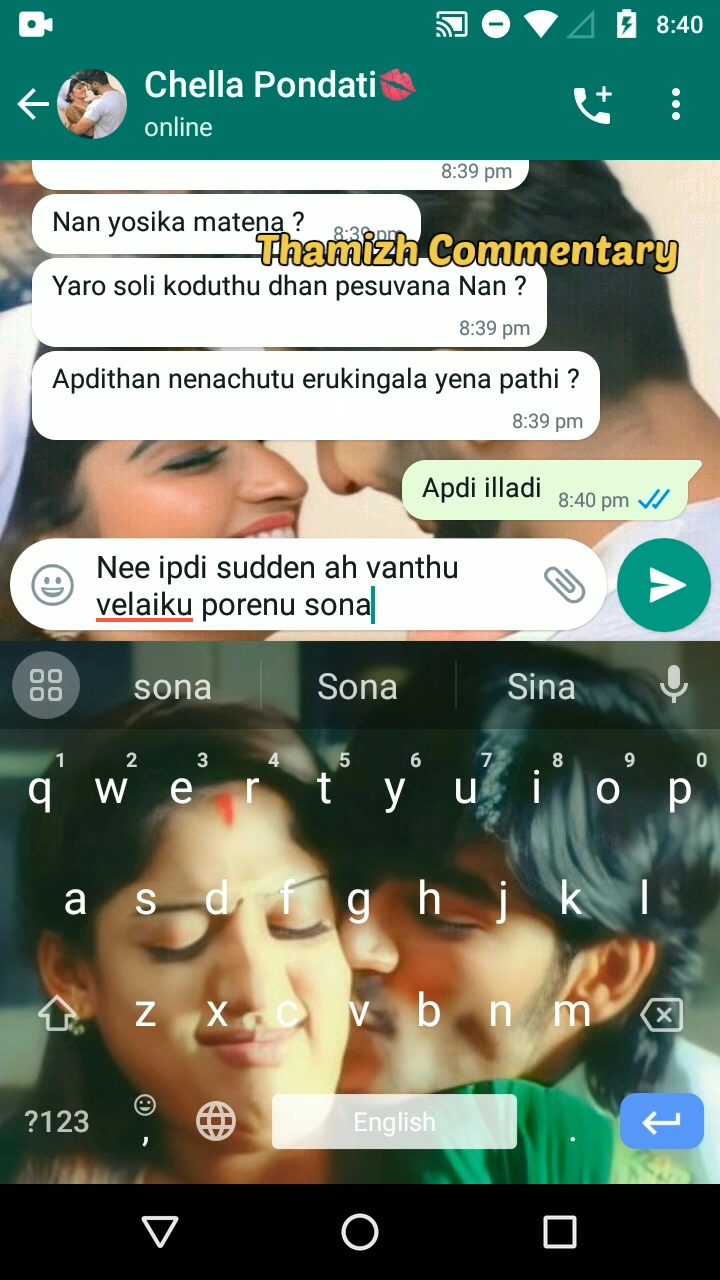 8:40
Chella Pondati💋
online
8:39 pm
Nan yosika matena ?
8:39 pm
Thamizh Commentary
Yaro soli koduthu dhan pesuvana Nan ?
8:39 pm
Apdithan nenachutu erukingala yena pathi ?
8:39 pm
Apdi illadi
8:40 pm
Nee ipdi sudden ah vanthu
velaiku porenu sona
sona Sona Sina
1 2 3 4 5 6 7 8 9 0
q w e r t y u i o p
a s d f g h j k l
z x c v b n m
?123 , English .